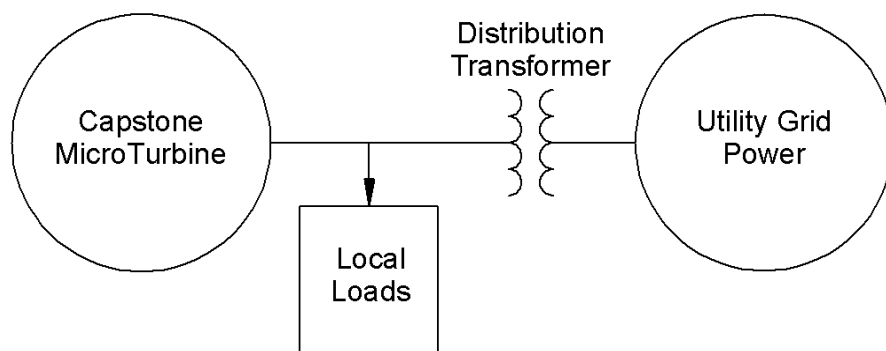 Distribution
Transformer
Capstone
MicroTurbine
Utility Grid
Power
Local
Loads